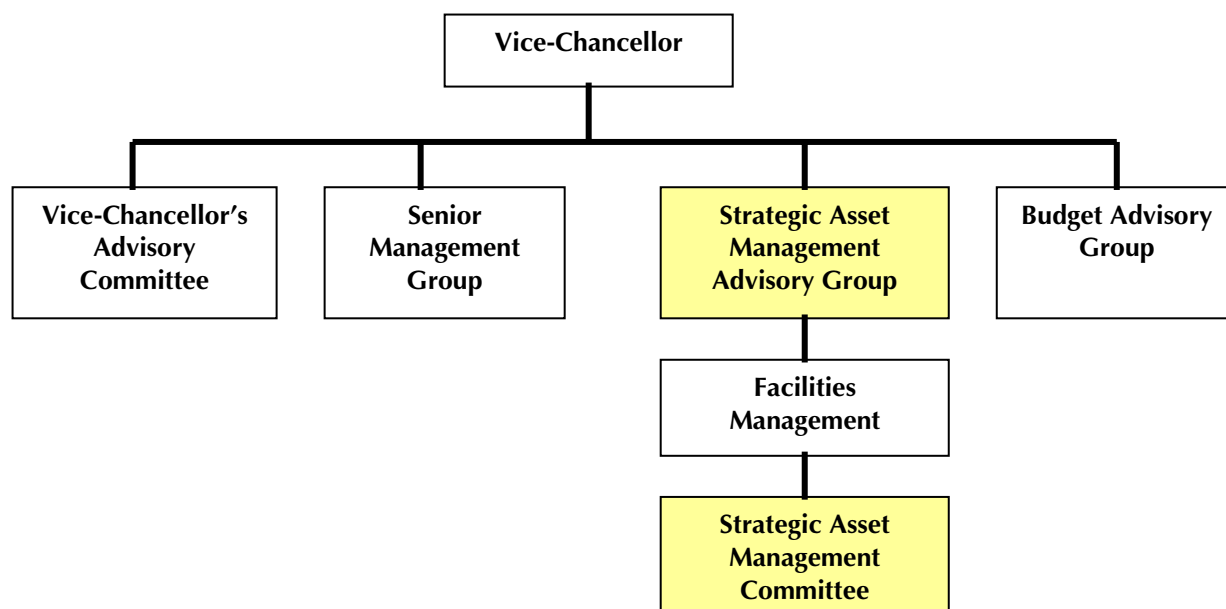 Vice-Chancellor
Vice-Chancellor’s
Advisory
Committee
Senior
Management
Group
Strategic Asset
Management
Advisory Group
Budget Advisory
Group
Facilities
Management
Strategic Asset
Management
Committee